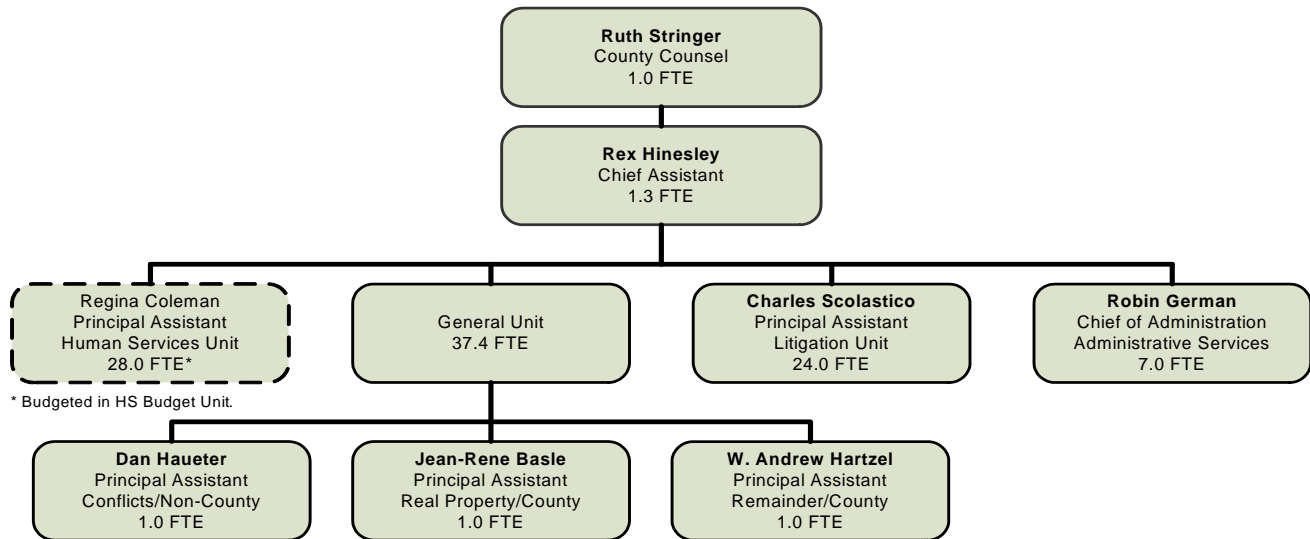 Ruth Stringer
County Counsel
1.0 FTE
Rex Hinesley
Chief Assistant
1.3 FTE
Regina Coleman
Principal Assistant
Human Services Unit
28.0 FTE*
General Unit
37.4 FTE
Charles Scolastico
Principal Assistant
Litigation Unit
24.0 FTE
Robin German
Chief of Administration
Administrative Services
7.0 FTE
* Budgeted in HS Budget Unit.
Dan Haueter
Principal Assistant
Conflicts/Non-County
1.0 FTE
Jean-Rene Basle
Principal Assistant
Real Property/County
1.0 FTE
W. Andrew Hartzel
Principal Assistant
Remainder/County
1.0 FTE